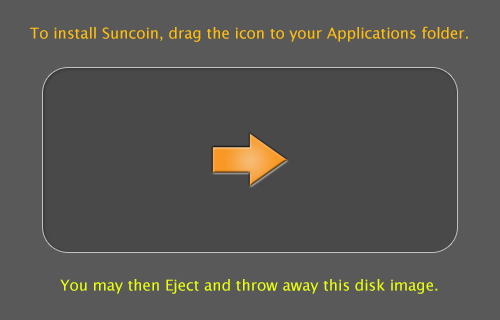 To install Suncoin, drag the icon to your Applications folder.
You may then Eject and throw away this disk image.